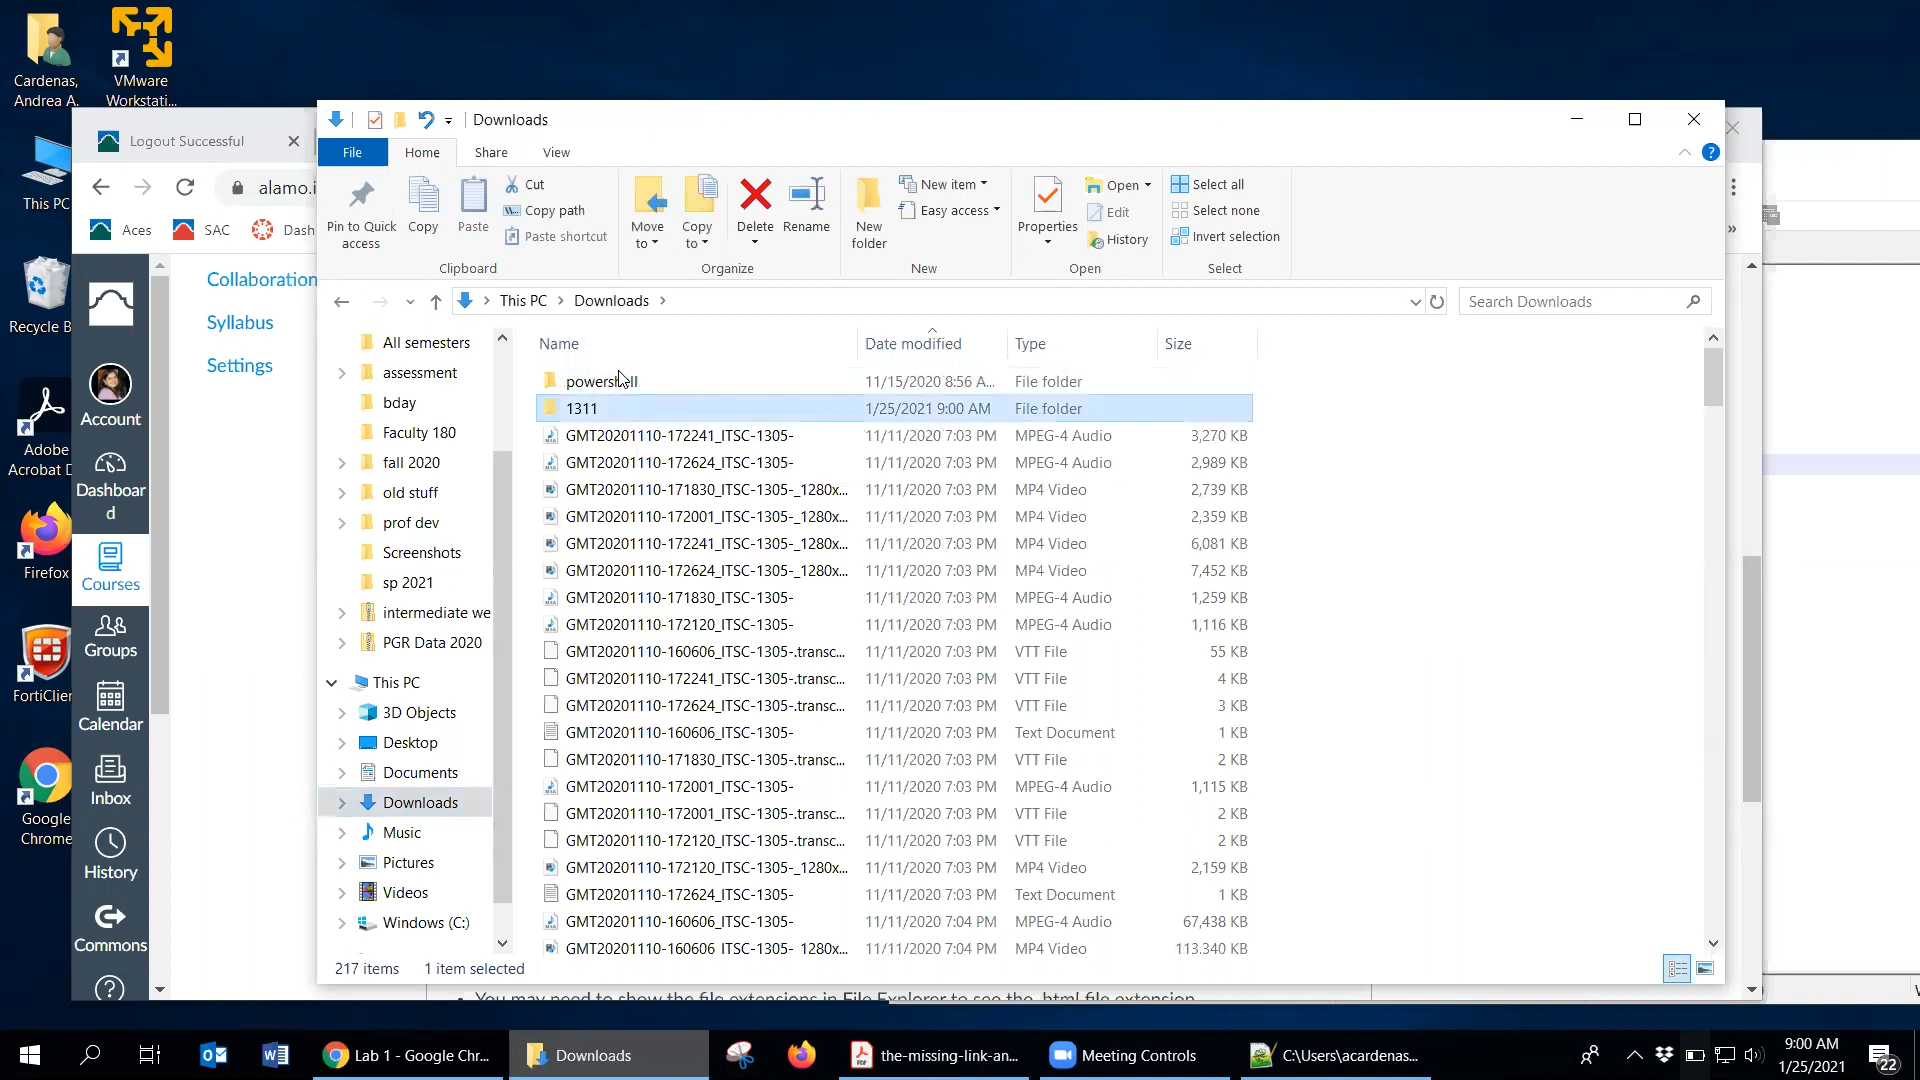 Cardenas,
Andrea A.
VMware
Workstati...
This PC
Recycle B
Adobe
Acrobat D
Firefox
FortiClien
Google
Chrome
Logout Successful
alamo.i
Aces
SAC
Dash
Account
Dashboar
d
Courses
Groups
Calendar
Inbox
History
Commons
Collaboration
Syllabus
Settings
Downloads
File
Home
Share
View
Pin to Quick
access
Copy
Paste
Cut
Copy path
Paste shortcut
Clipboard
Move
to
Copy
to
Delete
Rename
Organize
New
folder
New item
Easy access
New
Properties
Open
Edit
History
Open
Select all
Select none
Invert selection
Select
This PC
Downloads
Search Downloads
All semesters
assessment
bday
Faculty 180
fall 2020
old stuff
prof dev
Screenshots
sp 2021
intermediate we
PGR Data 2020
This PC
3D Objects
Desktop
Documents
Downloads
Music
Pictures
Videos
Windows (C:)
Name Date modified Type Size
powershell 11/15/2020 8:56 A... File folder
1311 1/25/2021 9:00 AM File folder
GMT20201110-172241_ITSC-1305- 11/11/2020 7:03 PM MPEG-4 Audio 3,270 KB
GMT20201110-172624_ITSC-1305- 11/11/2020 7:03 PM MPEG-4 Audio 2,989 KB
GMT20201110-171830_ITSC-1305-_1280x... 11/11/2020 7:03 PM MP4 Video 2,739 KB
GMT20201110-172001_ITSC-1305-_1280x... 11/11/2020 7:03 PM MP4 Video 2,359 KB
GMT20201110-172241_ITSC-1305-_1280x... 11/11/2020 7:03 PM MP4 Video 6,081 KB
GMT20201110-172624_ITSC-1305-_1280x... 11/11/2020 7:03 PM MP4 Video 7,452 KB
GMT20201110-171830_ITSC-1305- 11/11/2020 7:03 PM MPEG-4 Audio 1,259 KB
GMT20201110-172120_ITSC-1305- 11/11/2020 7:03 PM MPEG-4 Audio 1,116 KB
GMT20201110-160606_ITSC-1305-.transc... 11/11/2020 7:03 PM VTT File 55 KB
GMT20201110-172241_ITSC-1305-.transc... 11/11/2020 7:03 PM VTT File 4 KB
GMT20201110-172624_ITSC-1305-.transc... 11/11/2020 7:03 PM VTT File 3 KB
GMT20201110-160606_ITSC-1305- 11/11/2020 7:03 PM Text Document 1 KB
GMT20201110-171830_ITSC-1305-.transc... 11/11/2020 7:03 PM VTT File 2 KB
GMT20201110-172001_ITSC-1305- 11/11/2020 7:03 PM MPEG-4 Audio 1,115 KB
GMT20201110-172001_ITSC-1305-.transc... 11/11/2020 7:03 PM VTT File 2 KB
GMT20201110-172120_ITSC-1305-.transc... 11/11/2020 7:03 PM VTT File 2 KB
GMT20201110-172120_ITSC-1305-_1280x... 11/11/2020 7:03 PM MP4 Video 2,159 KB
GMT20201110-172624_ITSC-1305- 11/11/2020 7:03 PM Text Document 1 KB
GMT20201110-160606_ITSC-1305- 11/11/2020 7:04 PM MPEG-4 Audio 67,438 KB
GMT20201110-160606_ITSC-1305-_1280x... 11/11/2020 7:04 PM MP4 Video 113,340 KB
217 items 1 item selected
You may need to show the file extensions in File Explorer to see the .html file extension
Lab 1 - Google Chr...
Downloads
the-missing-link-an...
Meeting Controls
C:\Users\acardenas...
9:00 AM
1/25/2021
22